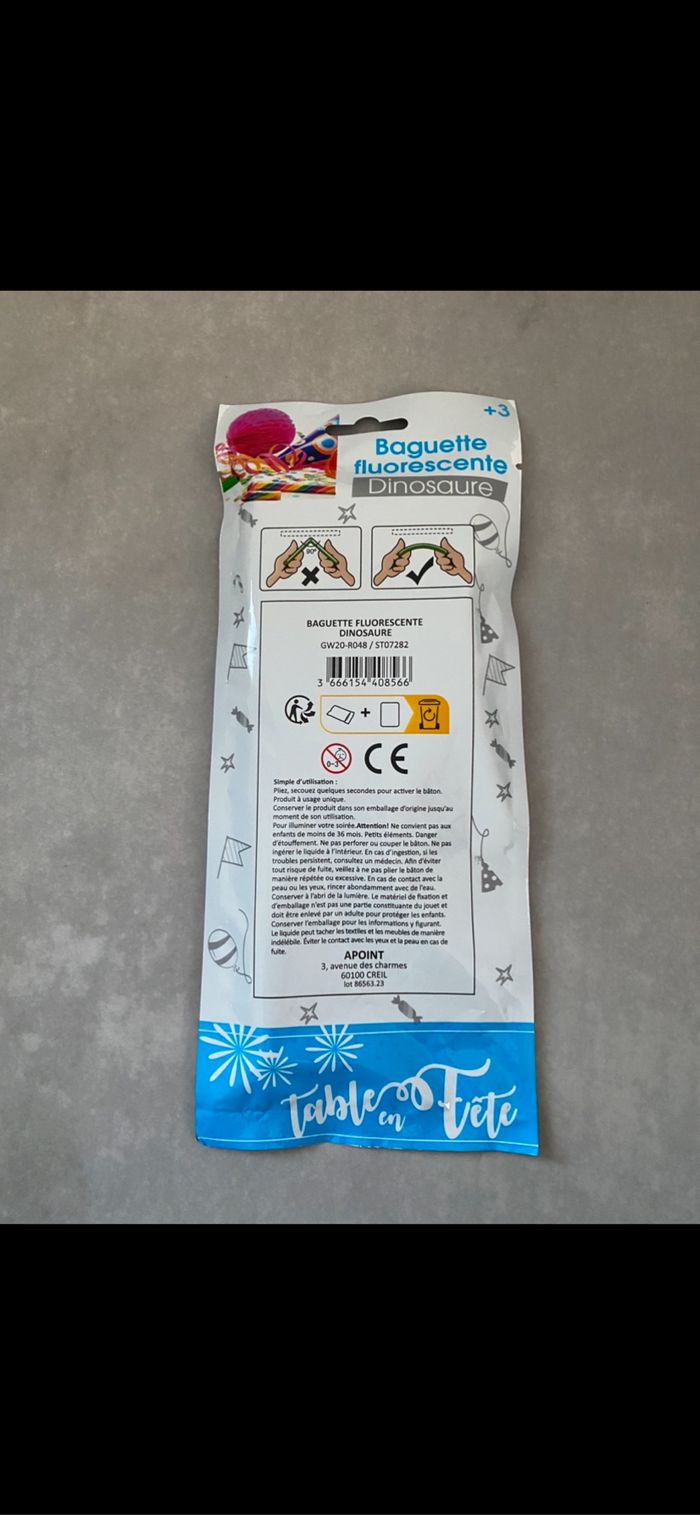 +3
Baguette
fluorescente
Dinosaure
90°
BAGUETTE FLUORESCENTE
DINOSAURE
GW20-R048 / ST07282
3 666154 408566
+
0-3
CE
Simple d'utilisation :
Pliez, secouez quelques secondes pour activer le bâton.
Produit à usage unique.
Conserver le produit dans son emballage d'origine jusqu'au
moment de son utilisation.
Pour illuminer votre soirée.Attention! Ne convient pas aux
enfants de moins de 36 mois. Petits éléments. Danger
d'étouffement. Ne pas perforer ou couper le bâton. Ne pas
ingérer le liquide à l'intérieur. En cas d'ingestion, si les
troubles persistent, consultez un médecin. Afin d'éviter
tout risque de fuite, veillez à ne pas plier le bâton de
manière répétée ou excessive. En cas de contact avec la
peau ou les yeux, rincer abondamment avec de l'eau.
Conserver à l'abri de la lumière. Le matériel de fixation et
d'emballage n'est pas une partie constituante du jouet et
doit être enlevé par un adulte pour protéger les enfants.
Conserver l'emballage pour les informations y figurant.
Le liquide peut tacher les textiles et les meubles de manière
indélébile. Éviter le contact avec les yeux et la peau en cas de
fuite.
APOINT
3, avenue des charmes
60100 CREIL
lot 86563.23
table en Fête